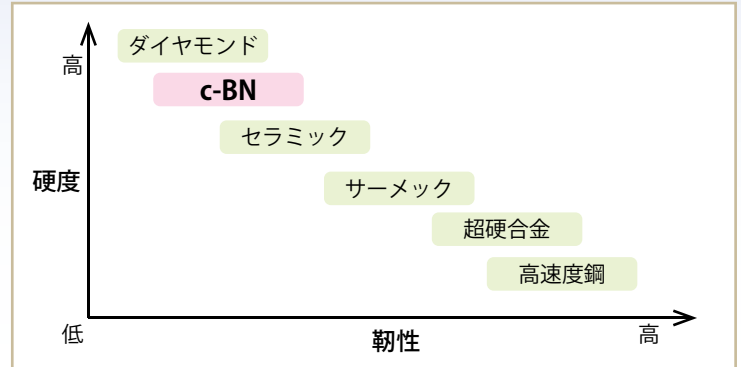 ダイヤモンド
高
c-BN
セラミック
硬度
サーメック
超硬合金
高速度鋼
低
靭性
高